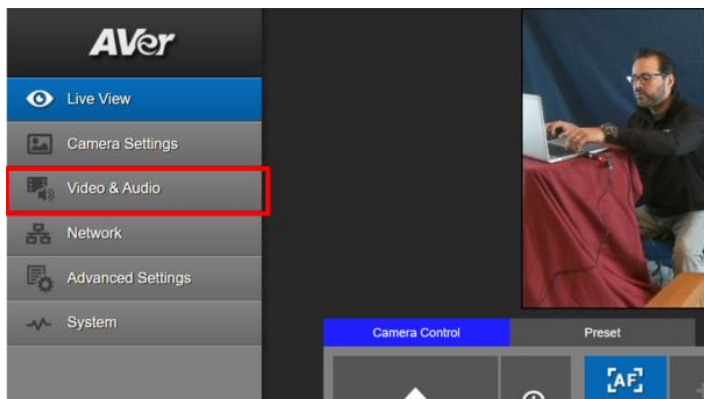 AVer
Live View
Camera Settings
Video & Audio
Network
Advanced Settings
System
Camera Control
Preset
AF